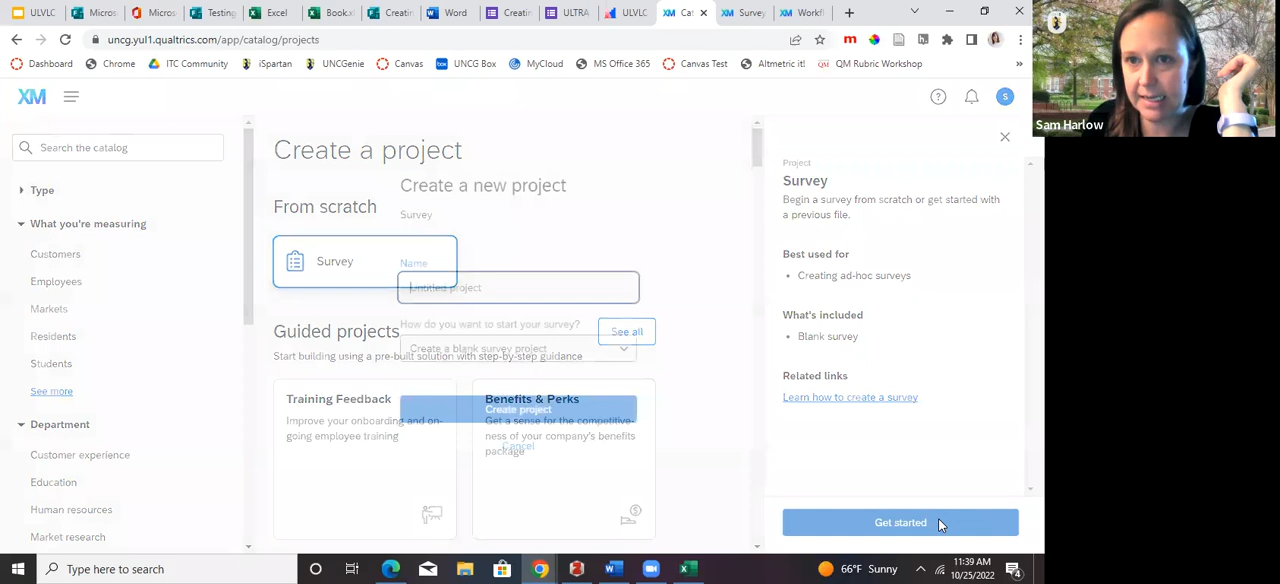 ULVLC
Micros
Micros
Testing
Excel
Book.x
Creatin
Word
Creatin
ULTRA
ULVLC
XM Cat
XM Survey
XM Workfl
uncg.yul1.qualtrics.com/app/catalog/projects
Dashboard
Chrome
ITC Community
iSpartan
UNCGenie
Canvas
UNCG Box
MyCloud
MS Office 365
Canvas Test
Altmetric it!
QM Rubric Workshop
»
XM
S
Sam Harlow
Search the catalog
Type
What you're measuring
Customers
Employees
Markets
Residents
Students
See more
Department
Customer experience
Education
Human resources
Market research
Create a project
From scratch
Survey
Guided projects
See all
Start building using a pre-built solution with step-by-step guidance
Training Feedback
Improve your onboarding and on-
going employee training
Benefits & Perks
Get a sense for the competitive-
ness of your company's benefits
package
Create a new project
Survey
Name
Untitled project
How do you want to start your survey?
Create a blank survey project
Create project
Cancel
Project
Survey
Begin a survey from scratch or get started
with a previous file.
Best used for
• Creating ad-hoc surveys
What's included
• Blank survey
Related links
Learn how to create a survey
Get started
Type here to search
66°F Sunny
11:39 AM
10/25/2022
4